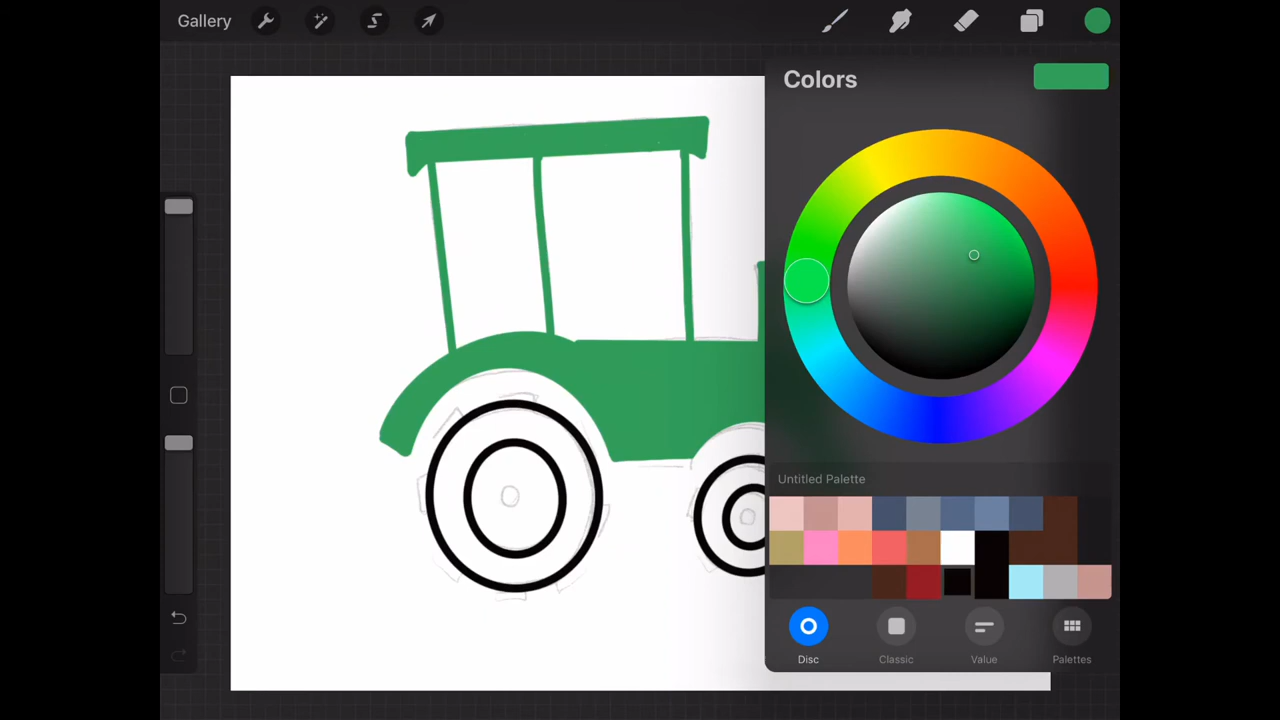 Gallery
Colors
Untitled Palette
Disc
Classic
Value
Palettes